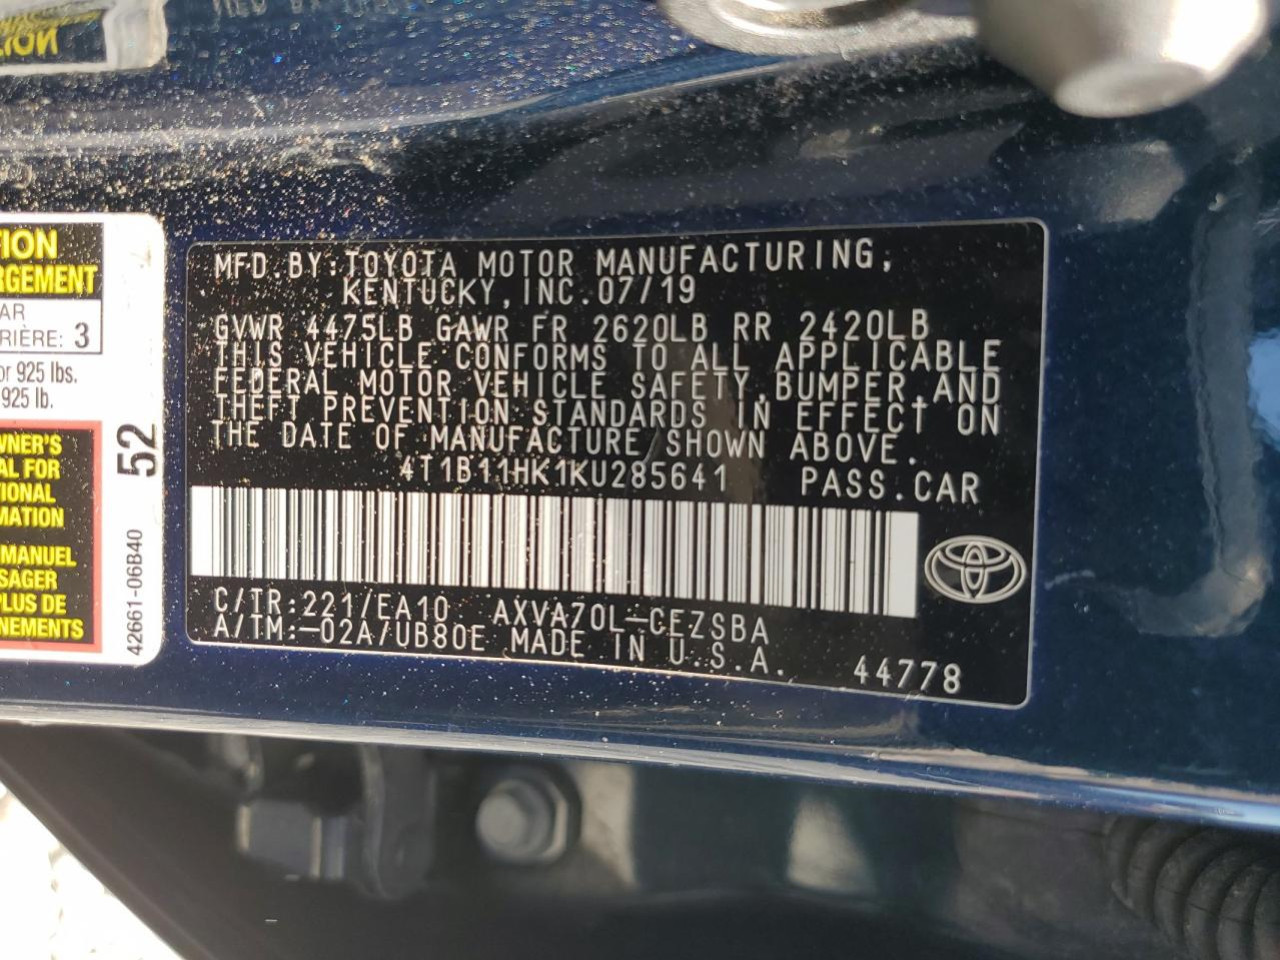 TION
RGEMENT
AR
RIÈRE: 3
or 925 lbs.
925 lb.
WNER'S
AL FOR
TIONAL
MATION
MANUEL
SAGER
PLUS DE
NEMENTS
52
42661-06B40
MFD.BY:TOYOTA MOTOR MANUFACTURING,
KENTUCKY,INC.07/19
GVWR 4475LB GAWR FR 2620LB RR 2420LB
THIS VEHICLE CONFORMS TO ALL APPLICABLE
FEDERAL MOTOR VEHICLE SAFETY,BUMPER,AND
THEFT PREVENTION STANDARDS IN EFFECT ON
THE DATE OF MANUFACTURE SHOWN ABOVE.
4T1B11HK1KU285641 PASS.CAR
C/TR:221/EA10 AXVA70L-CEZSBA
A/TM:-02A/UB80E MADE IN U.S.A.
44778